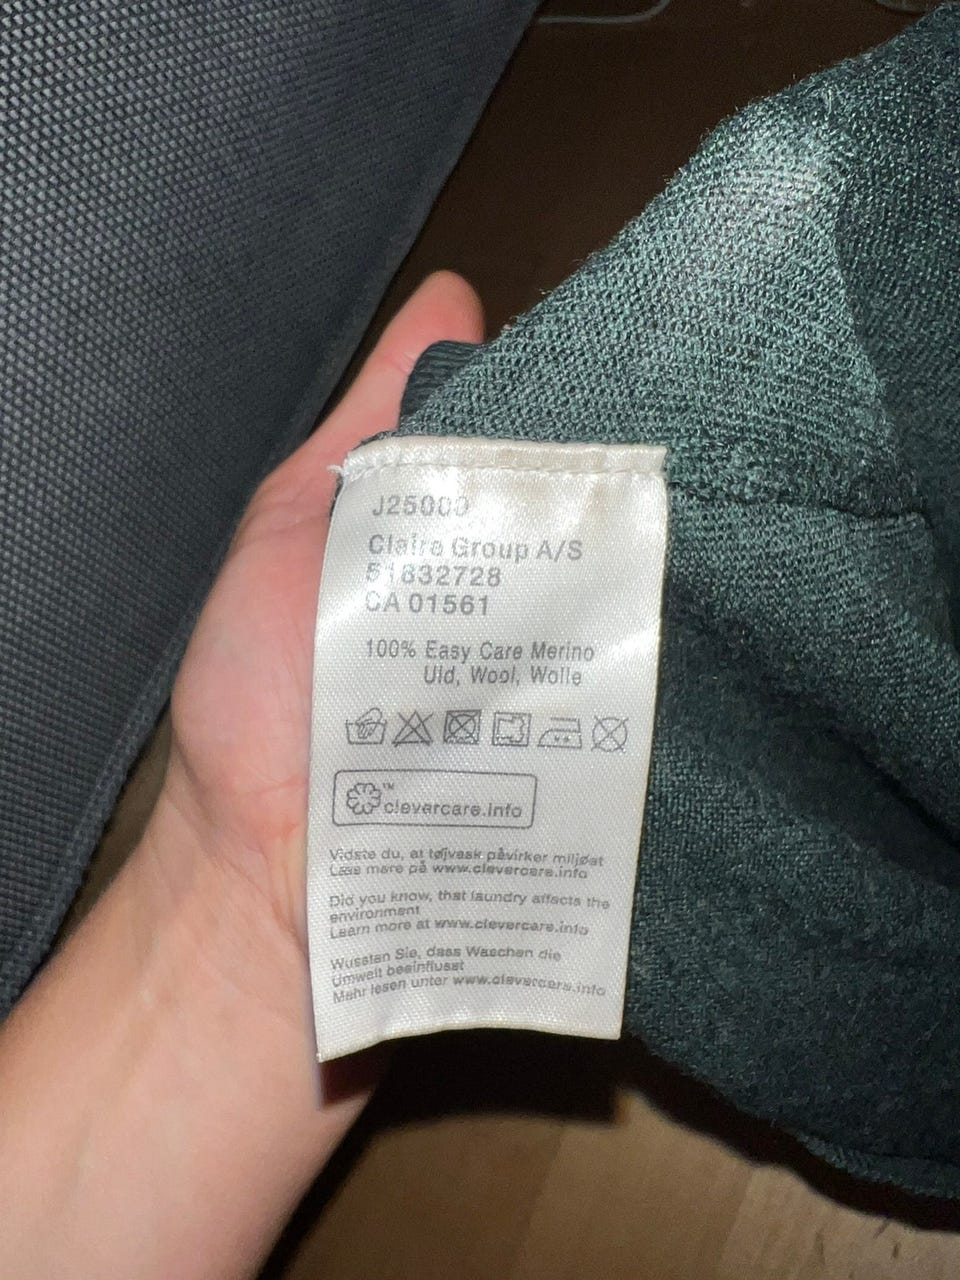 J25000
Claire Group A/S
51832728
CA 01561
100% Easy Care Merino
Uld, Wool, Wolle
™
clevercare.info
Vidste du, at tøjvask påvirker miljøet
Læs mere på www.clevercare.info
Did you know, that laundry affects the
environment
Learn more at www.clevercare.info
Wussten Sie, dass Waschen die
Umwelt beeinflusst
Mehr lesen unter www.clevercare.info